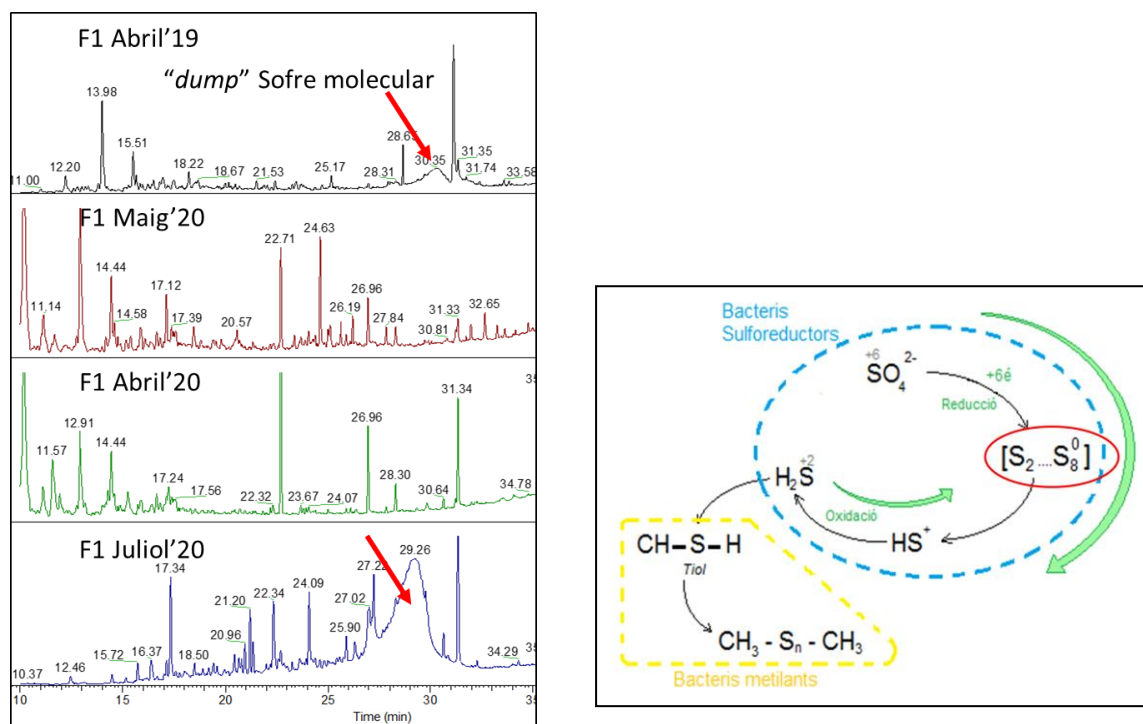 F1 Abril’19
“dump” Sofre molecular
13.98
15.51
12.20
11.00
18.22
18.67
21.53
25.17
28.31
28.65
30.35
31.35
31.74
33.58
F1 Maig’20
11.14
14.44
14.58
17.12
17.39
20.57
22.71
24.63
26.19
26.96
27.84
30.81
31.33
32.65
F1 Abril’20
11.57
12.91
14.44
17.24
17.56
22.32
23.67
24.07
26.96
28.30
30.64
31.34
34.78
35
F1 Juliol’20
10.37
12.46
15.72
16.37
17.34
18.50
20.96
21.20
22.34
24.09
25.90
27.02
27.22
29.26
34.29
35
10 15 20 25 30 35
Time (min)
Bacteris
Sulforeductors
+6
SO4 2-
+6é
Reducció
[S2 ... S8 0]
H2S +2
Oxidació
HS+
CH–S–H
Tiol
CH3 - Sn – CH3
Bacteris metilants